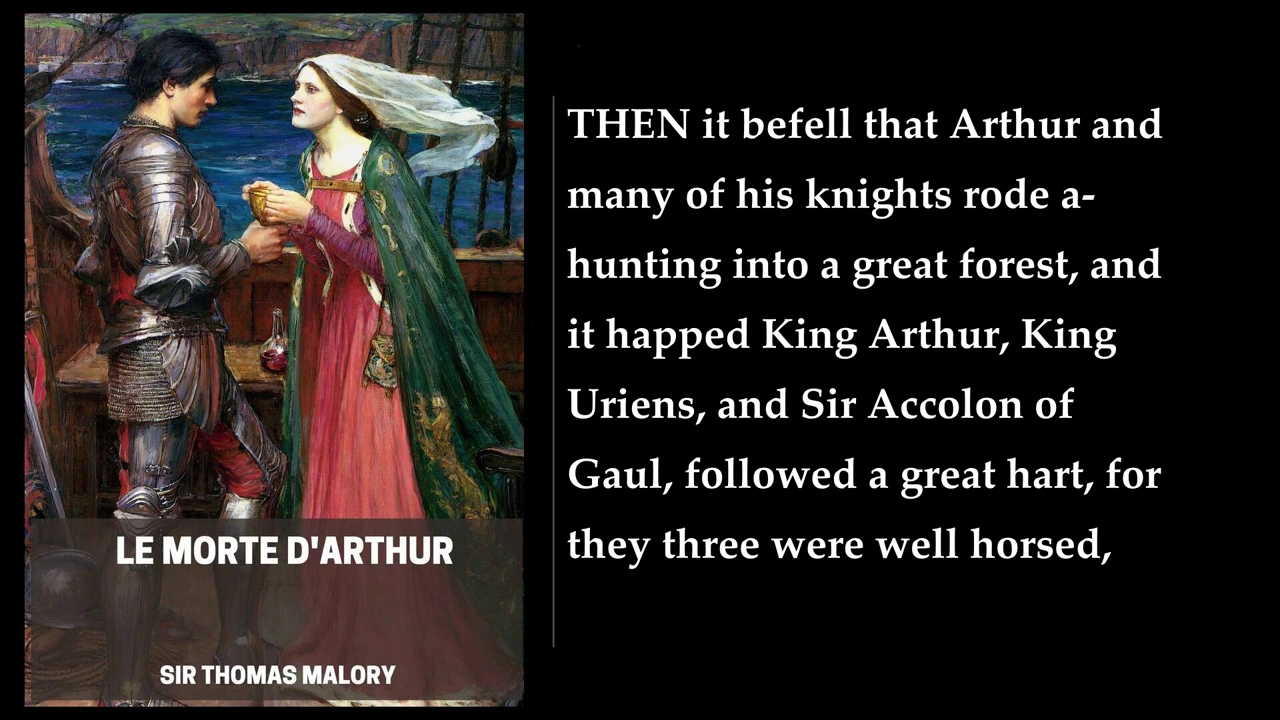 LE MORTE D'ARTHUR
SIR THOMAS MALORY
THEN it befell that Arthur and
many of his knights rode a-
hunting into a great forest, and
it happed King Arthur, King
Uriens, and Sir Accolon of
Gaul, followed a great hart, for
they three were well horsed,